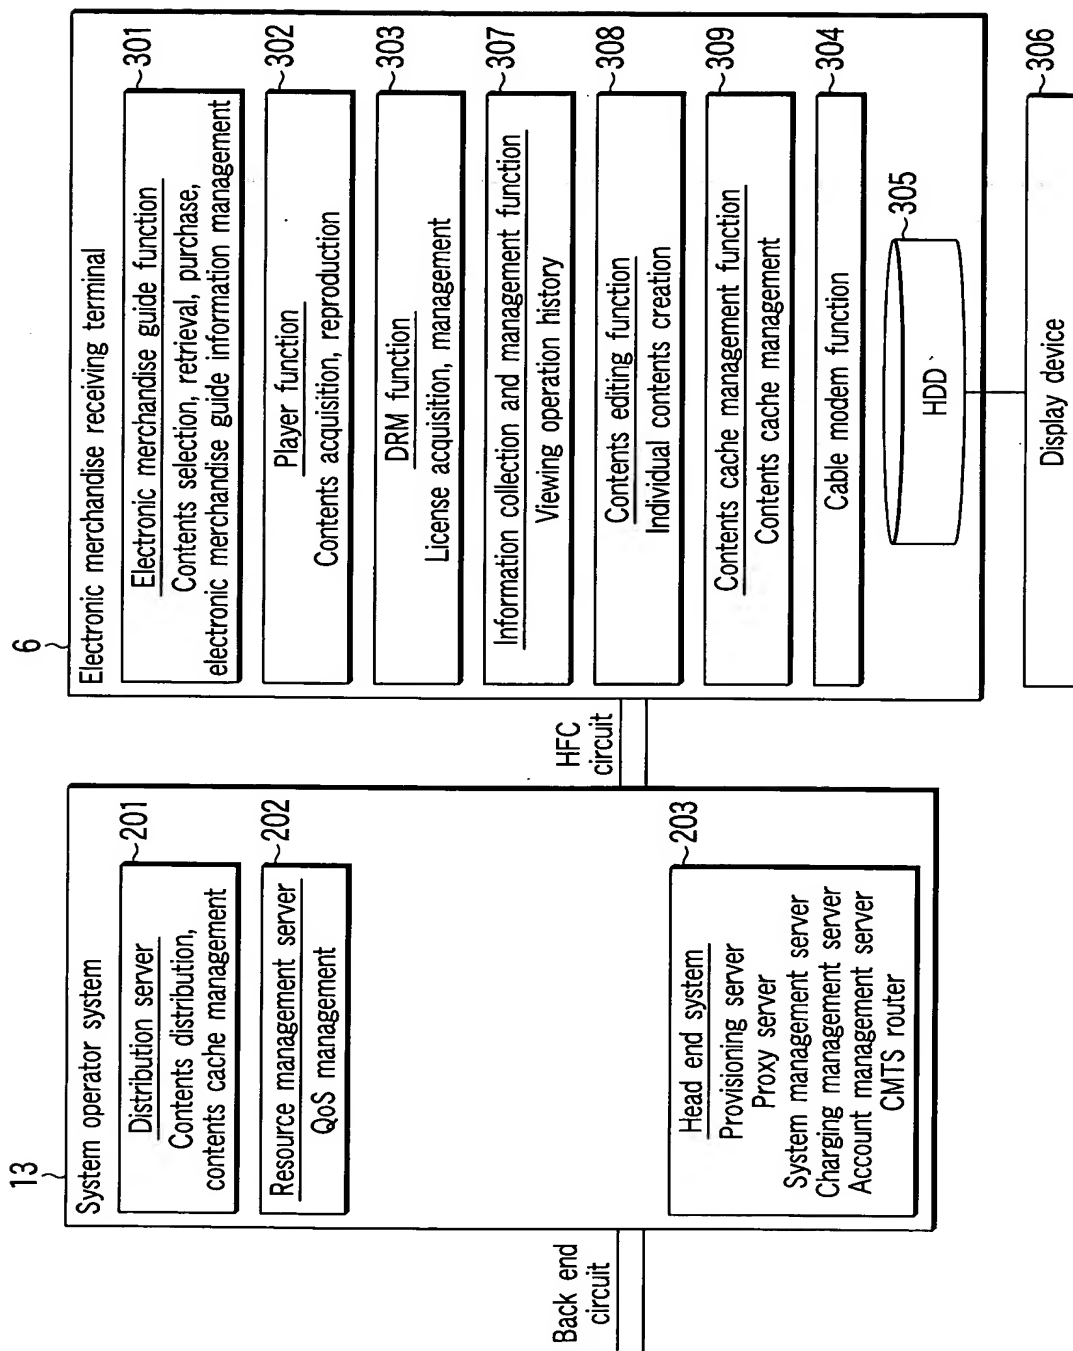 13
System operator system
201
Distribution server
Contents distribution,
contents cache management
202
Resource management server
QoS management
203
Head end system
Provisioning server
Proxy server
System management server
Charging management server
Account management server
CMTS router
Back end
circuit
HFC
circuit
6
Electronic merchandise receiving terminal
301
Electronic merchandise guide function
Contents selection, retrieval, purchase,
electronic merchandise guide information management
302
Player function
Contents acquisition, reproduction
303
DRM function
License acquisition, management
307
Information collection and management function
Viewing operation history
308
Contents editing function
Individual contents creation
309
Contents cache management function
Contents cache management
304
Cable modem function
305
HDD
306
Display device